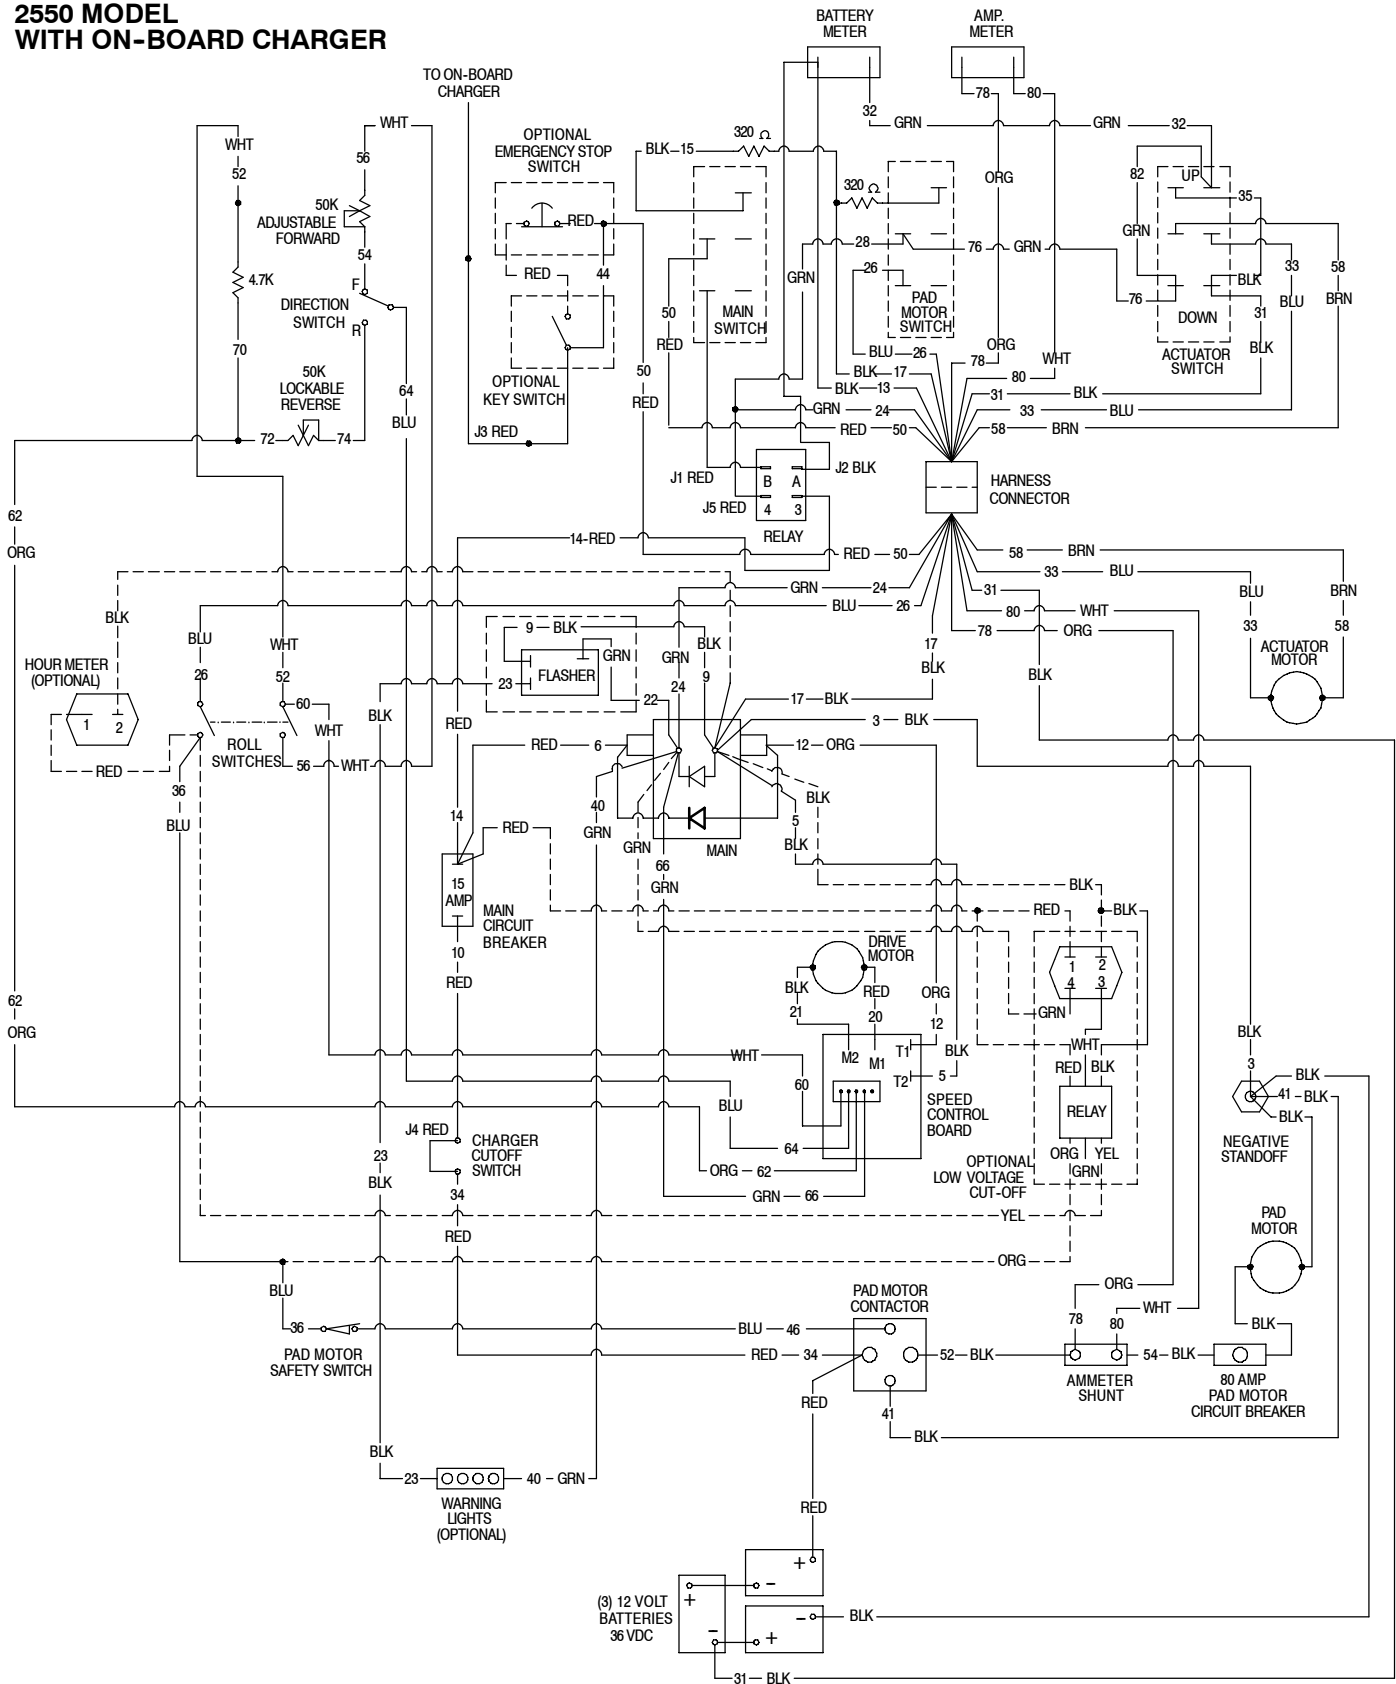 2550 MODEL
WITH ON-BOARD CHARGER
BATTERY
METER
AMP.
METER
TO ON-BOARD
CHARGER
78
80
32
GRN
GRN
32
WHT
WHT
52
56
OPTIONAL
EMERGENCY STOP
SWITCH
BLK
15
320 Ω
320 Ω
ORG
82
UP
35
50K
ADJUSTABLE
FORWARD
RED
GRN
28
76
GRN
54
4.7K
RED
44
GRN
26
BLK
33
58
F
DIRECTION
SWITCH
R
50
MAIN
SWITCH
PAD
MOTOR
SWITCH
76
DOWN
31
BLU
BRN
70
RED
ORG
WHT
BLK
ACTUATOR
SWITCH
50K
LOCKABLE
REVERSE
64
BLU
OPTIONAL
KEY SWITCH
50
RED
BLU
26
78
BLK
17
80
BLK
13
31
BLK
GRN
24
33
BLU
72
74
J3 RED
RED
50
58
BRN
J1 RED
B
A
J2 BLK
HARNESS
CONNECTOR
J5 RED
4
3
RELAY
62
ORG
14-RED
RED
50
58
BRN
33
BLU
GRN
24
31
BLU
BRN
BLK
BLU
26
80
WHT
33
58
BLU
WHT
9
BLK
BLK
17
78
ORG
ACTUATOR
MOTOR
HOUR METER
(OPTIONAL)
26
52
FLASHER
GRN
GRN
24
9
BLK
BLK
23
22
17
BLK
60
BLK
RED
3
BLK
1
2
WHT
ROLL
SWITCHES
RED
6
12
ORG
RED
56
WHT
36
BLU
40
GRN
BLK
5
BLK
14
RED
GRN
MAIN
66
GRN
15
AMP
MAIN
CIRCUIT
BREAKER
BLK
RED
BLK
10
RED
DRIVE
MOTOR
1
2
4
3
BLK
RED
ORG
62
ORG
21
20
12
GRN
BLK
WHT
M2
M1
T1
BLK
WHT
3
60
T2
5
RED
BLK
BLK
BLU
SPEED
CONTROL
BOARD
RELAY
41
BLK
BLK
J4 RED
CHARGER
CUTOFF
SWITCH
64
ORG
YEL
GRN
NEGATIVE
STANDOFF
23
BLK
ORG
62
OPTIONAL
LOW VOLTAGE
CUT-OFF
34
GRN
66
YEL
RED
PAD
MOTOR
ORG
BLU
PAD MOTOR
CONTACTOR
ORG
WHT
36
BLU
46
78
80
BLK
PAD MOTOR
SAFETY SWITCH
RED
34
52
BLK
54
BLK
AMMETER
SHUNT
80 AMP
PAD MOTOR
CIRCUIT BREAKER
RED
41
BLK
BLK
23
40
GRN
WARNING
LIGHTS
(OPTIONAL)
RED
+
-
+
(3) 12 VOLT
BATTERIES
36 VDC
-
-
+
BLK
31
BLK